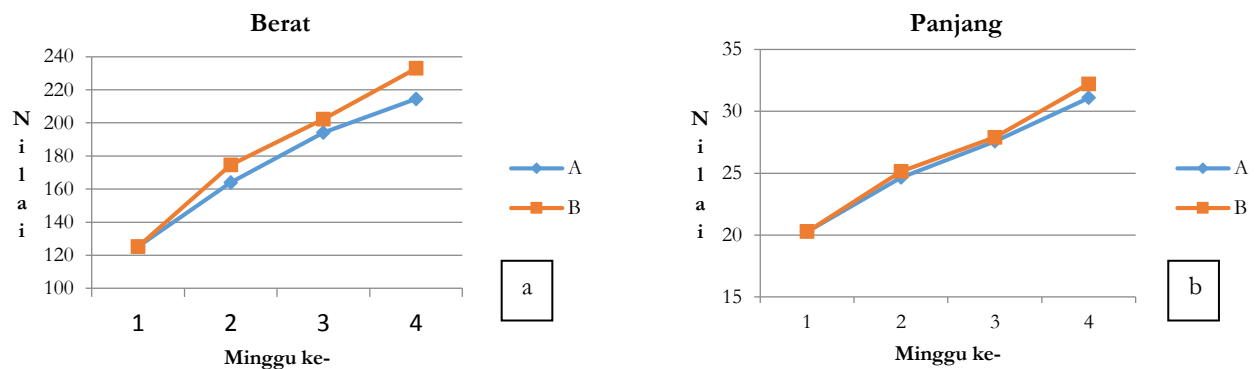 Berat
240
220
200
180
160
140
120
100
N
i
l
a
i
1 2 3 4
Minggu ke-
A
B
a
Panjang
35
30
25
20
15
N
i
l
a
i
1 2 3 4
Minggu ke-
A
B
b